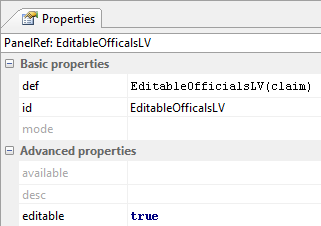 Properties
PanelRef: EditableOfficalsLV
Basic properties
def EditableOfficialsLV(claim)
id EditableOfficalsLV
mode
Advanced properties
available
desc
editable true